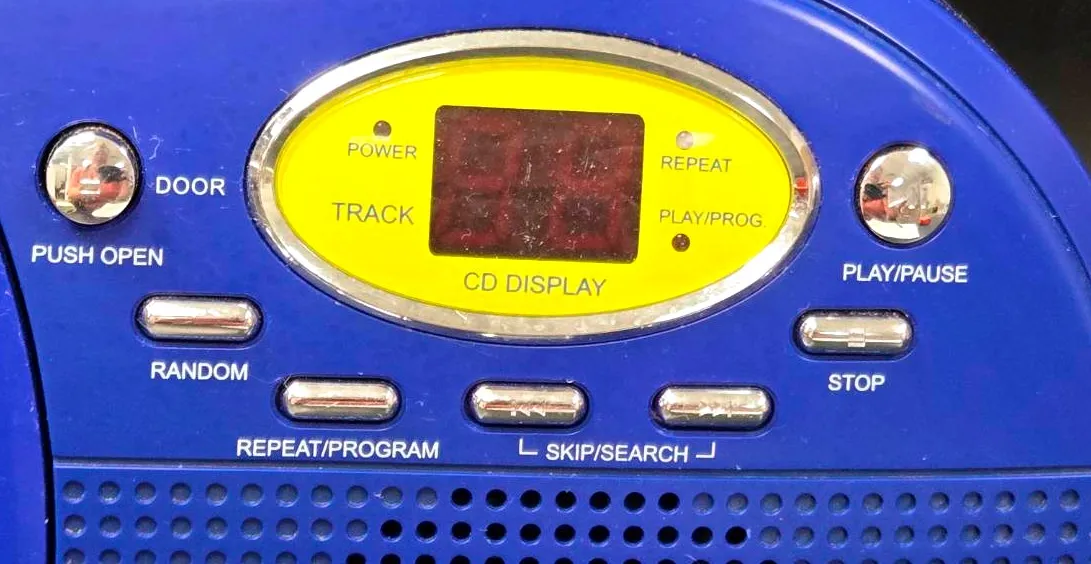 POWER
REPEAT
DOOR
TRACK
PLAY/PROG.
PUSH OPEN
CD DISPLAY
PLAY/PAUSE
RANDOM
STOP
REPEAT/PROGRAM
SKIP/SEARCH